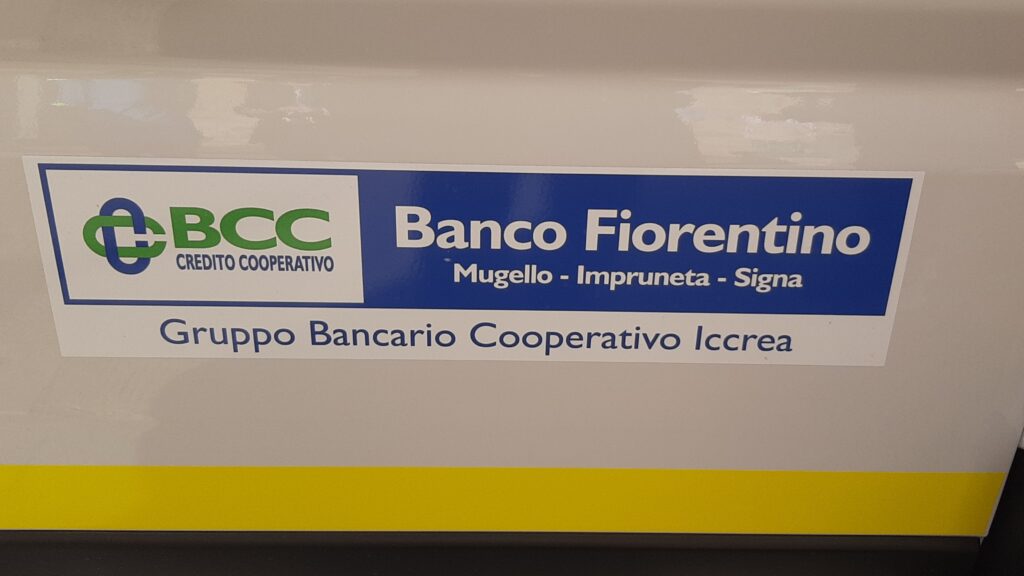 BCC
CREDITO COOPERATIVO
Banco Fiorentino
Mugello - Impruneta - Signa
Gruppo Bancario Cooperativo Iccrea